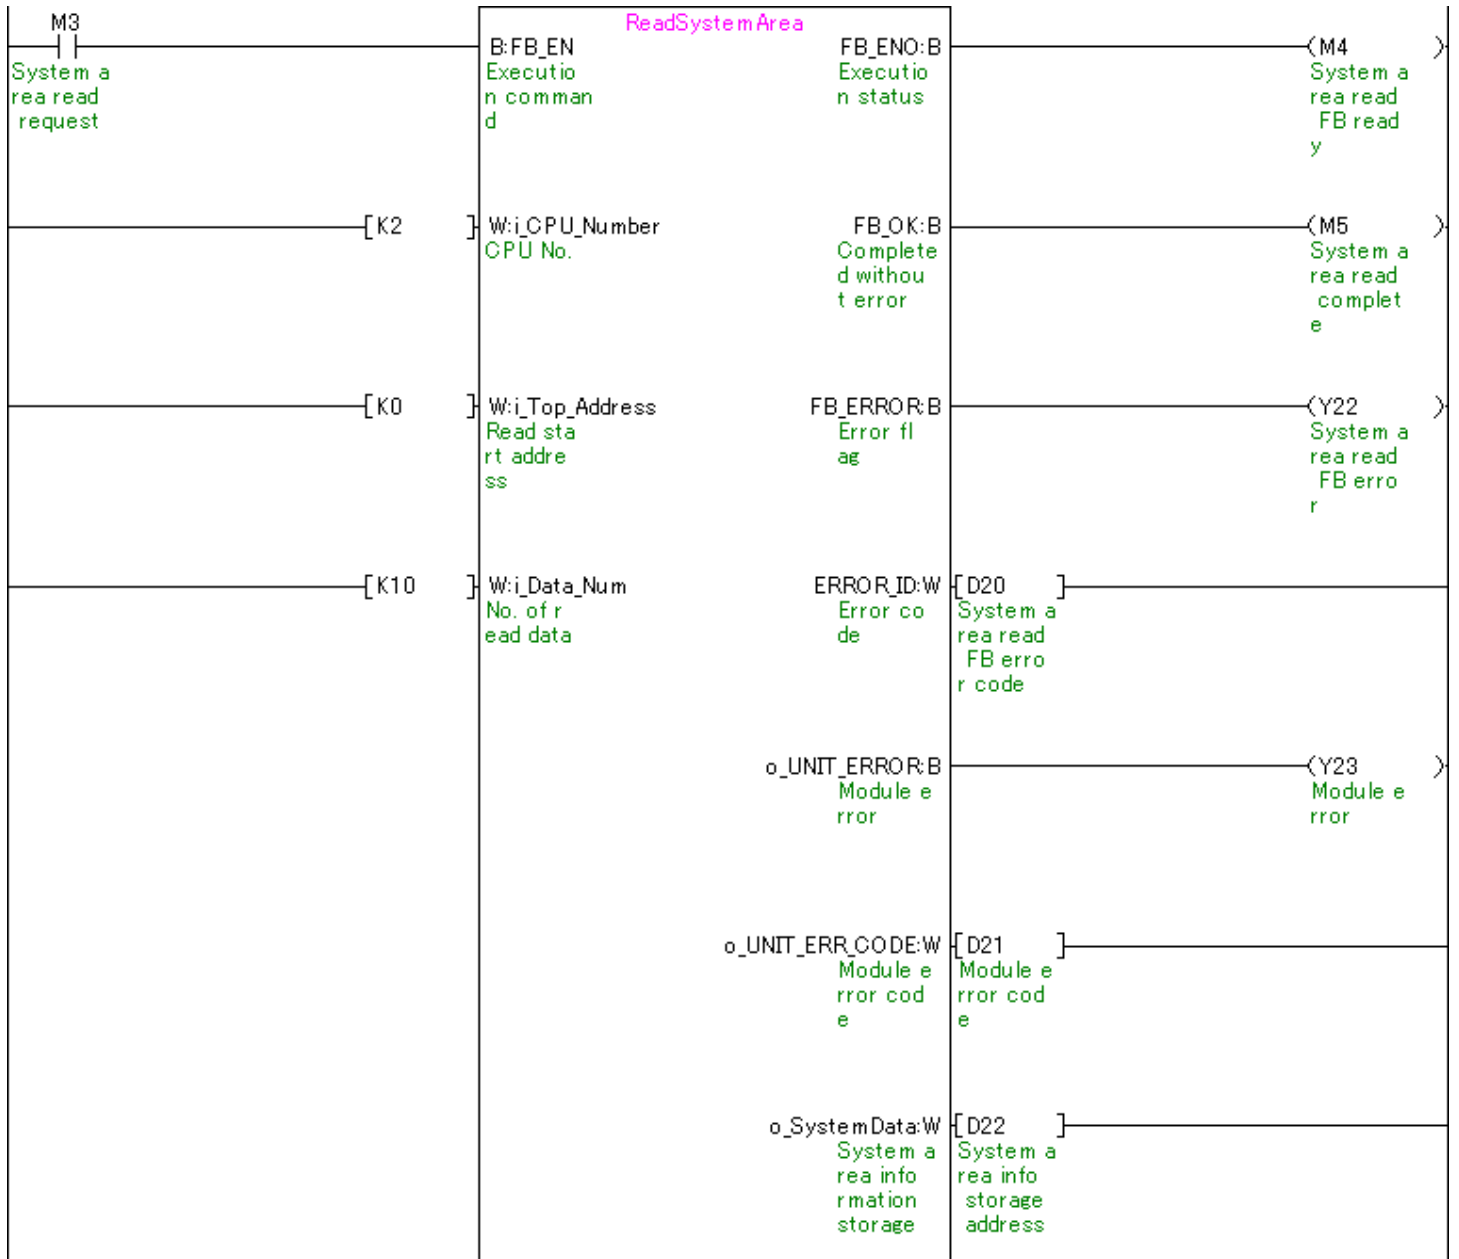 M3
ReadSystemArea
B:FB_EN
FB_ENO:B
(M4 )
System a
rea read
request
Executio
n comman
d
Executio
n status
System a
rea read
FB read
y
[K2 ]
W:i_CPU_Number
FB_OK:B
(M5 )
CPU No.
Complete
d withou
t error
System a
rea read
complet
e
[K0 ]
W:i_Top_Address
FB_ERROR:B
(Y22 )
Read sta
rt addre
ss
Error fl
ag
System a
rea read
FB erro
r
[K10 ]
W:i_Data_Num
ERROR_ID:W
[D20 ]
No. of r
ead data
Error co
de
System a
rea read
FB erro
r code
o_UNIT_ERROR:B
(Y23 )
Module e
rror
Module e
rror
o_UNIT_ERR_CODE:W
[D21 ]
Module e
rror cod
e
Module e
rror cod
e
o_SystemData:W
[D22 ]
System a
rea info
rmation
storage
System a
rea info
storage
address